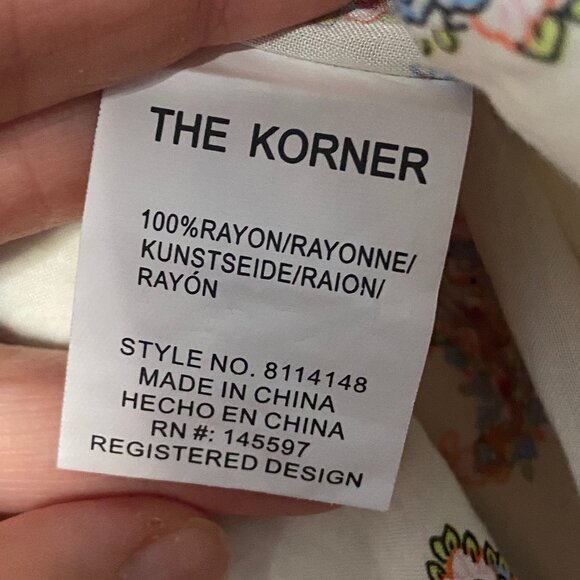 THE KORNER
100%RAYON/RAYONNE/
KUNSTSEIDE/RAION/
RAYÓN
STYLE NO. 8114148
MADE IN CHINA
HECHO EN CHINA
RN #: 145597
REGISTERED DESIGN